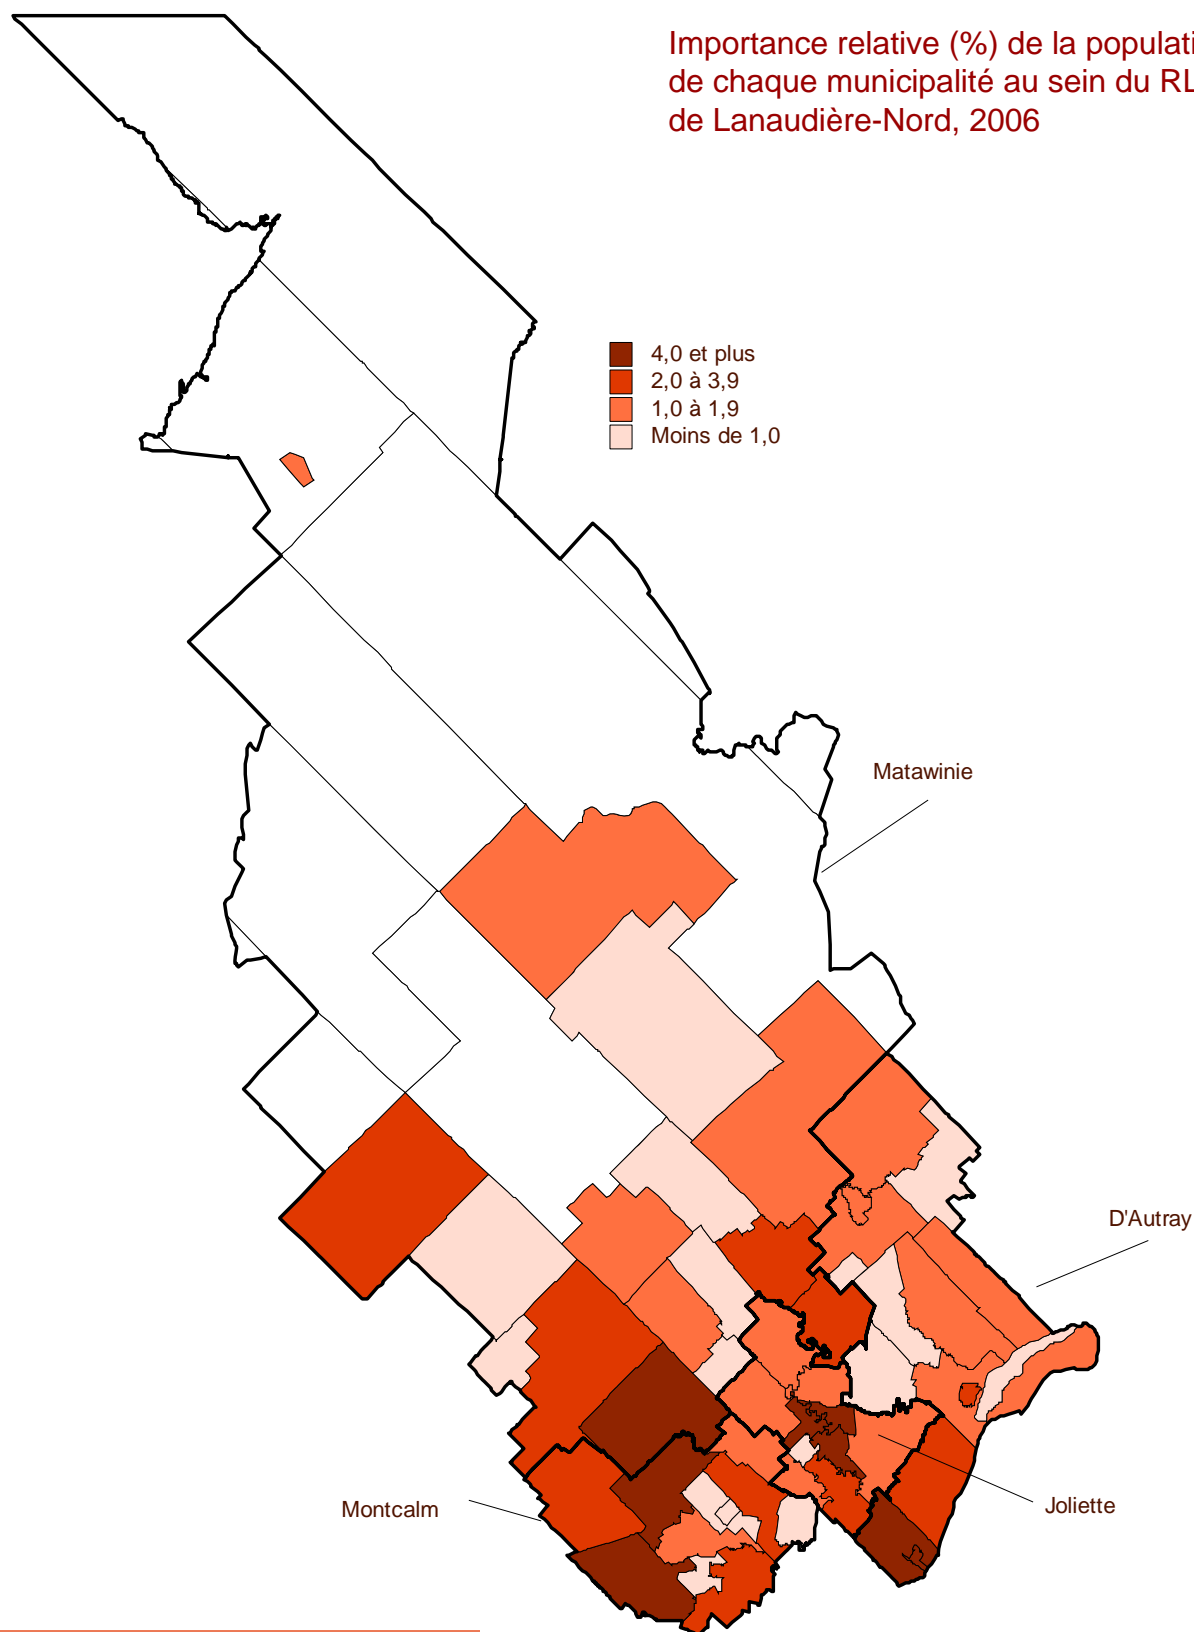 Importance relative (%) de la populati
de chaque municipalité au sein du RL
de Lanaudière-Nord, 2006
4,0 et plus
2,0 à 3,9
1,0 à 1,9
Moins de 1,0
Matawinie
D'Autray
Joliette
Montcalm